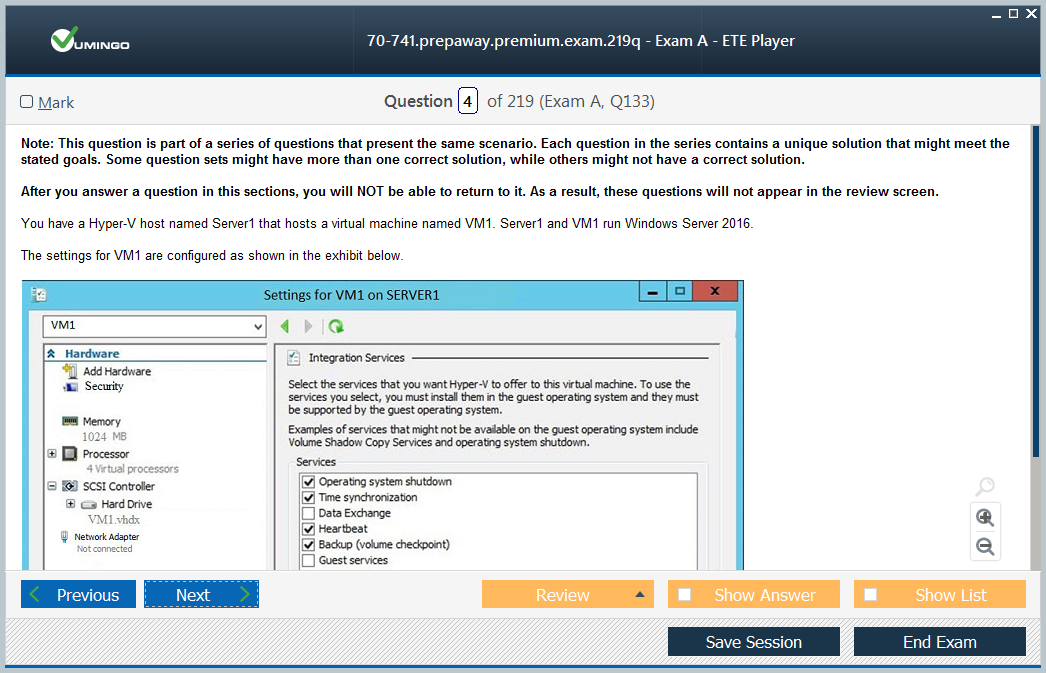 VUMINGO
70-741.prepaway.premium.exam.219q - Exam A - ETE Player
Mark
Question 4 of 219 (Exam A, Q133)
Note: This question is part of a series of questions that present the same scenario. Each question in the series contains a unique solution that might meet the
stated goals. Some question sets might have more than one correct solution, while others might not have a correct solution.
After you answer a question in this sections, you will NOT be able to return to it. As a result, these questions will not appear in the review screen.
You have a Hyper-V host named Server1 that hosts a virtual machine named VM1. Server1 and VM1 run Windows Server 2016.
The settings for VM1 are configured as shown in the exhibit below.
Settings for VM1 on SERVER1
VM1
Hardware
Add Hardware
Security
Memory
1024 MB
Processor
4 Virtual processors
SCSI Controller
Hard Drive
VM1.vhdx
Network Adapter
Not connected
Integration Services
Select the services that you want Hyper-V to offer to this virtual machine. To use the
services you select, you must install them in the guest operating system and they must
be supported by the guest operating system.
Examples of services that might not be available on the guest operating system include
Volume Shadow Copy Services and operating system shutdown.
Services
Operating system shutdown
Time synchronization
Data Exchange
Heartbeat
Backup (volume checkpoint)
Guest services
Previous
Next
Review
Show Answer
Show List
Save Session
End Exam